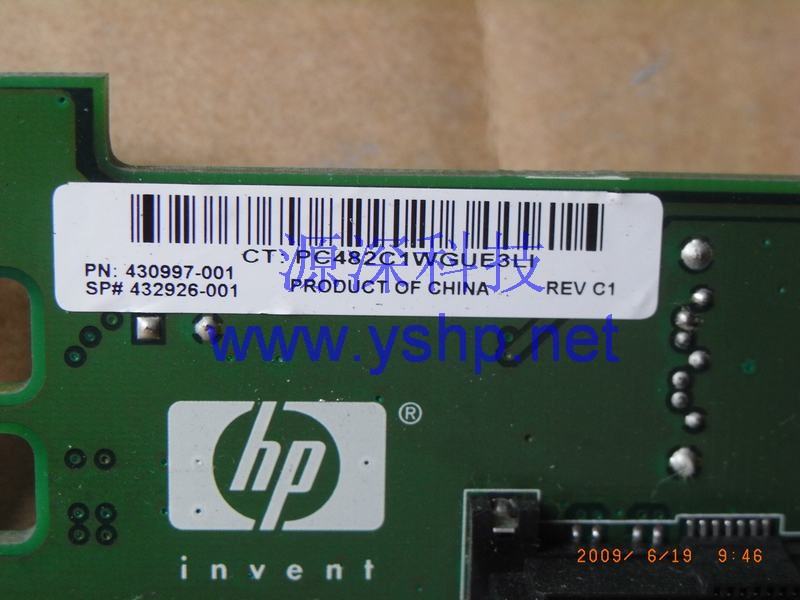 源深科技
CT: PC482C1WGUE3LI
PN: 430997-001
SP# 432926-001
PRODUCT OF CHINA
REV C1
www.yshp.net
hp ®
invent
2009/ 6/19 9:46